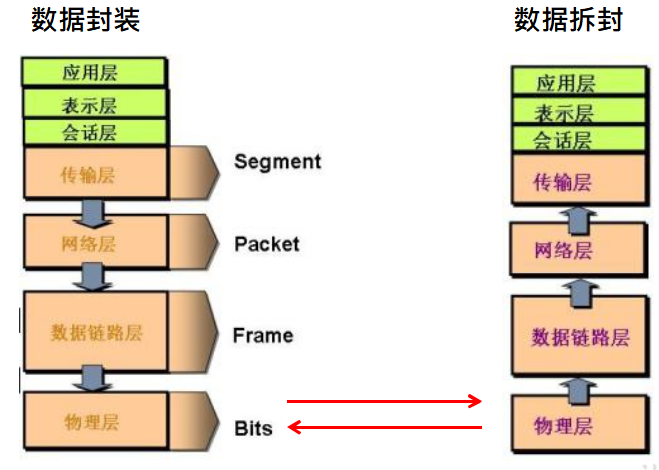 数据封装
数据拆封
应用层
表示层
会话层
传输层
Segment
网络层
Packet
数据链路层
Frame
物理层
Bits
应用层
表示层
会话层
传输层
网络层
数据链路层
物理层